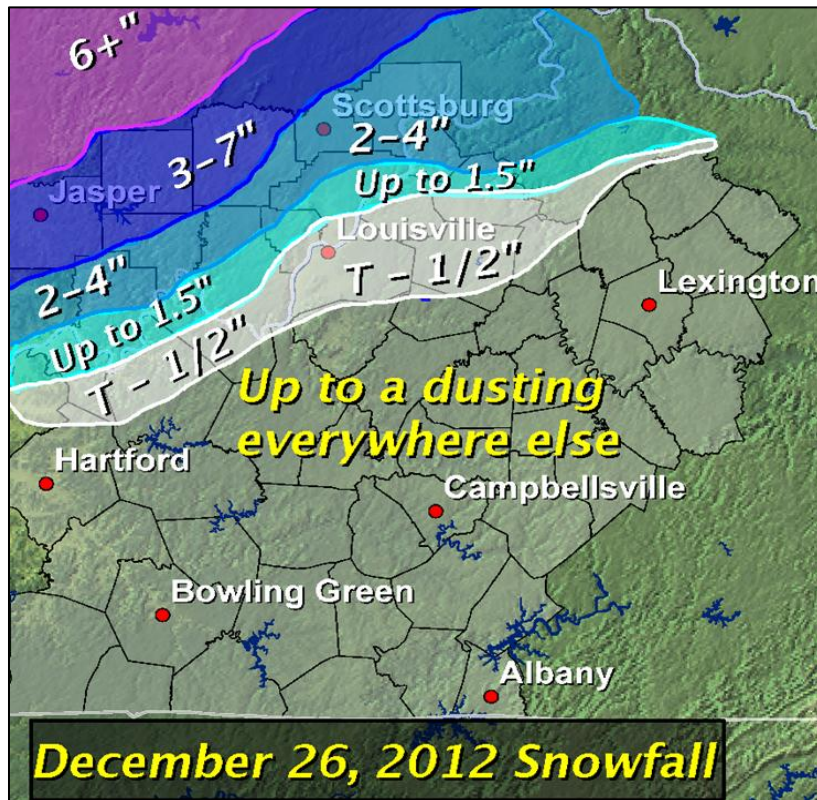 6+"
Scottsburg
3-7"
2-4"
Jasper
Up to 1.5"
Louisville
2-4"
T - 1/2"
Lexington
Up to 1.5"
T - 1/2"
Up to a dusting
everywhere else
Hartford
Campbellsville
Bowling Green
Albany
December 26, 2012 Snowfall